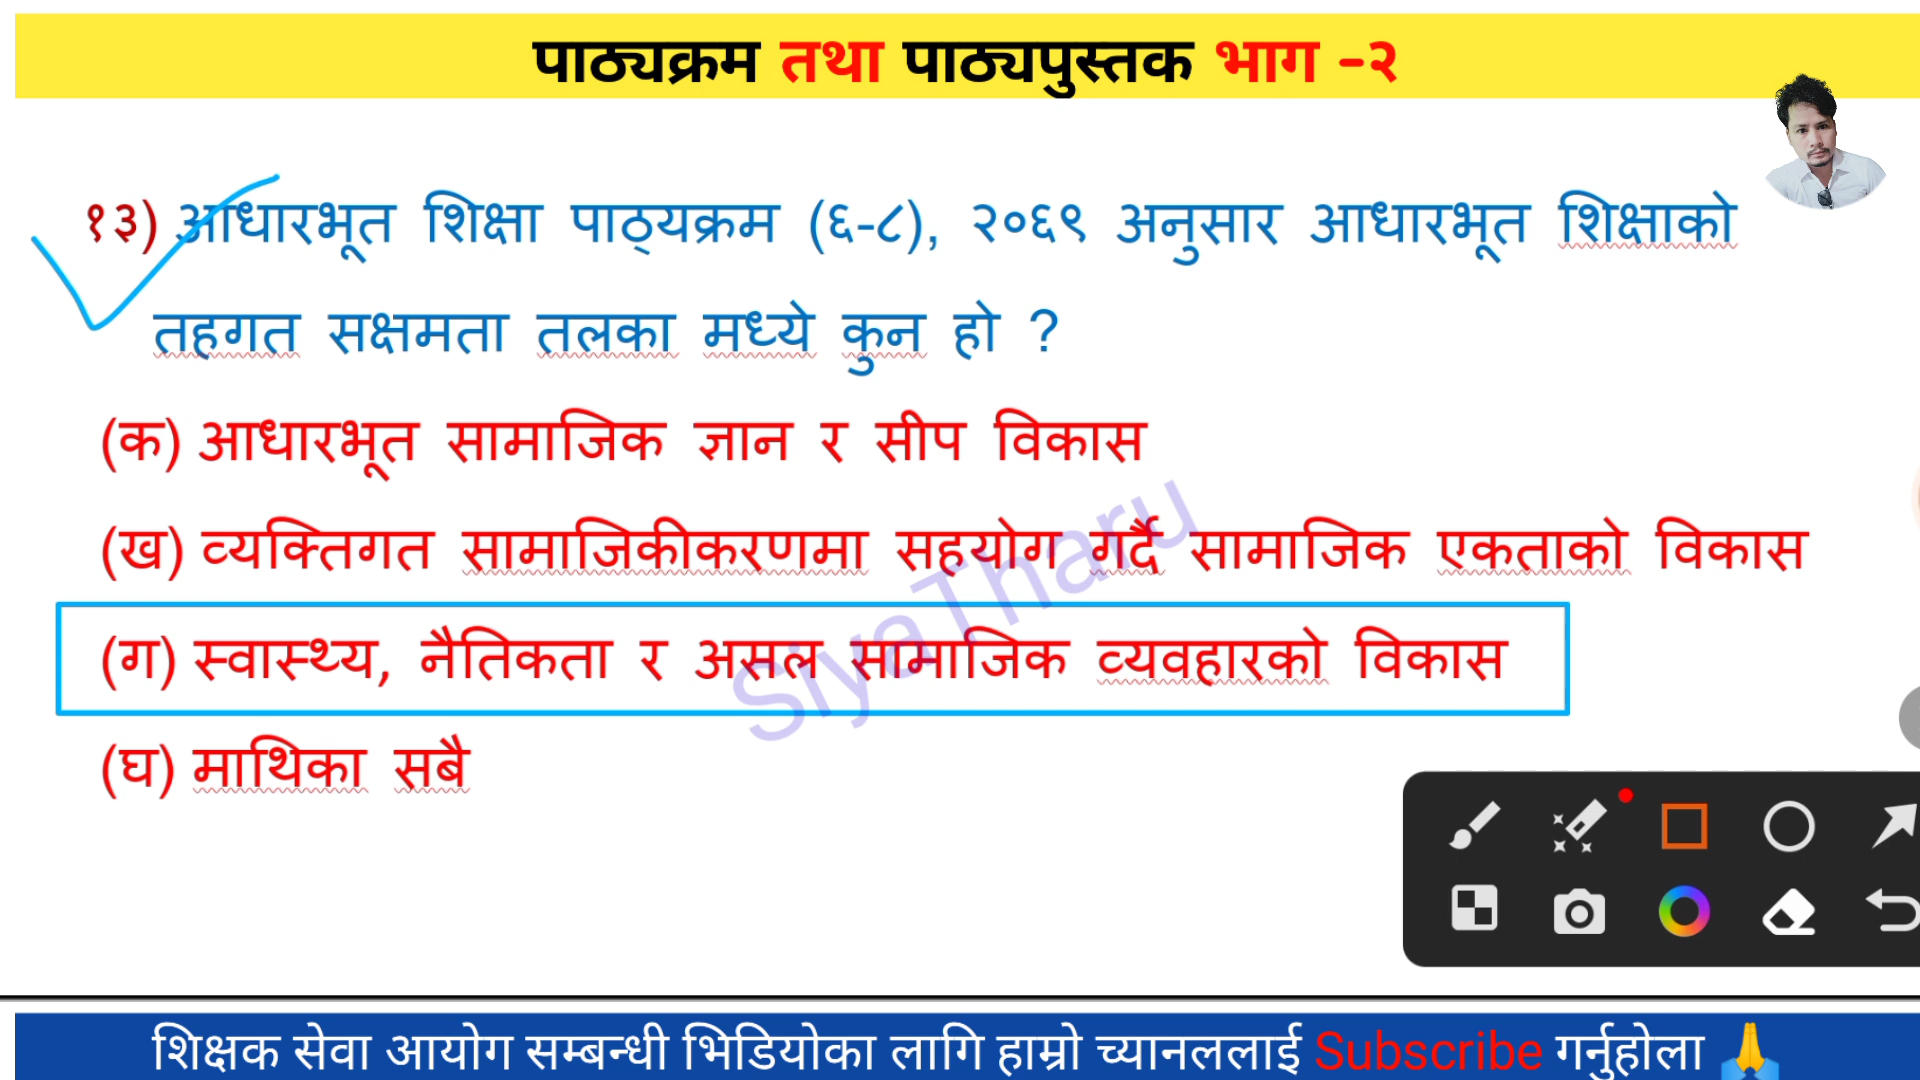 पाठ्यक्रम तथा पाठ्यपुस्तक भाग -२
१३) आधारभूत शिक्षा पाठ्यक्रम (६-८), २०६९ अनुसार आधारभूत शिक्षाको
तहगत सक्षमता तलका मध्ये कुन हो ?
(क) आधारभूत सामाजिक ज्ञान र सीप विकास
(ख) व्यक्तिगत सामाजिकीकरणमा सहयोग गर्दै सामाजिक एकताको विकास
(ग) स्वास्थ्य, नैतिकता र असल सामाजिक व्यवहारको विकास
(घ) माथिका सबै
SiyaTharu
शिक्षक सेवा आयोग सम्बन्धी भिडियोका लागि हाम्रो च्यानललाई Subscribe गर्नुहोला 🙏